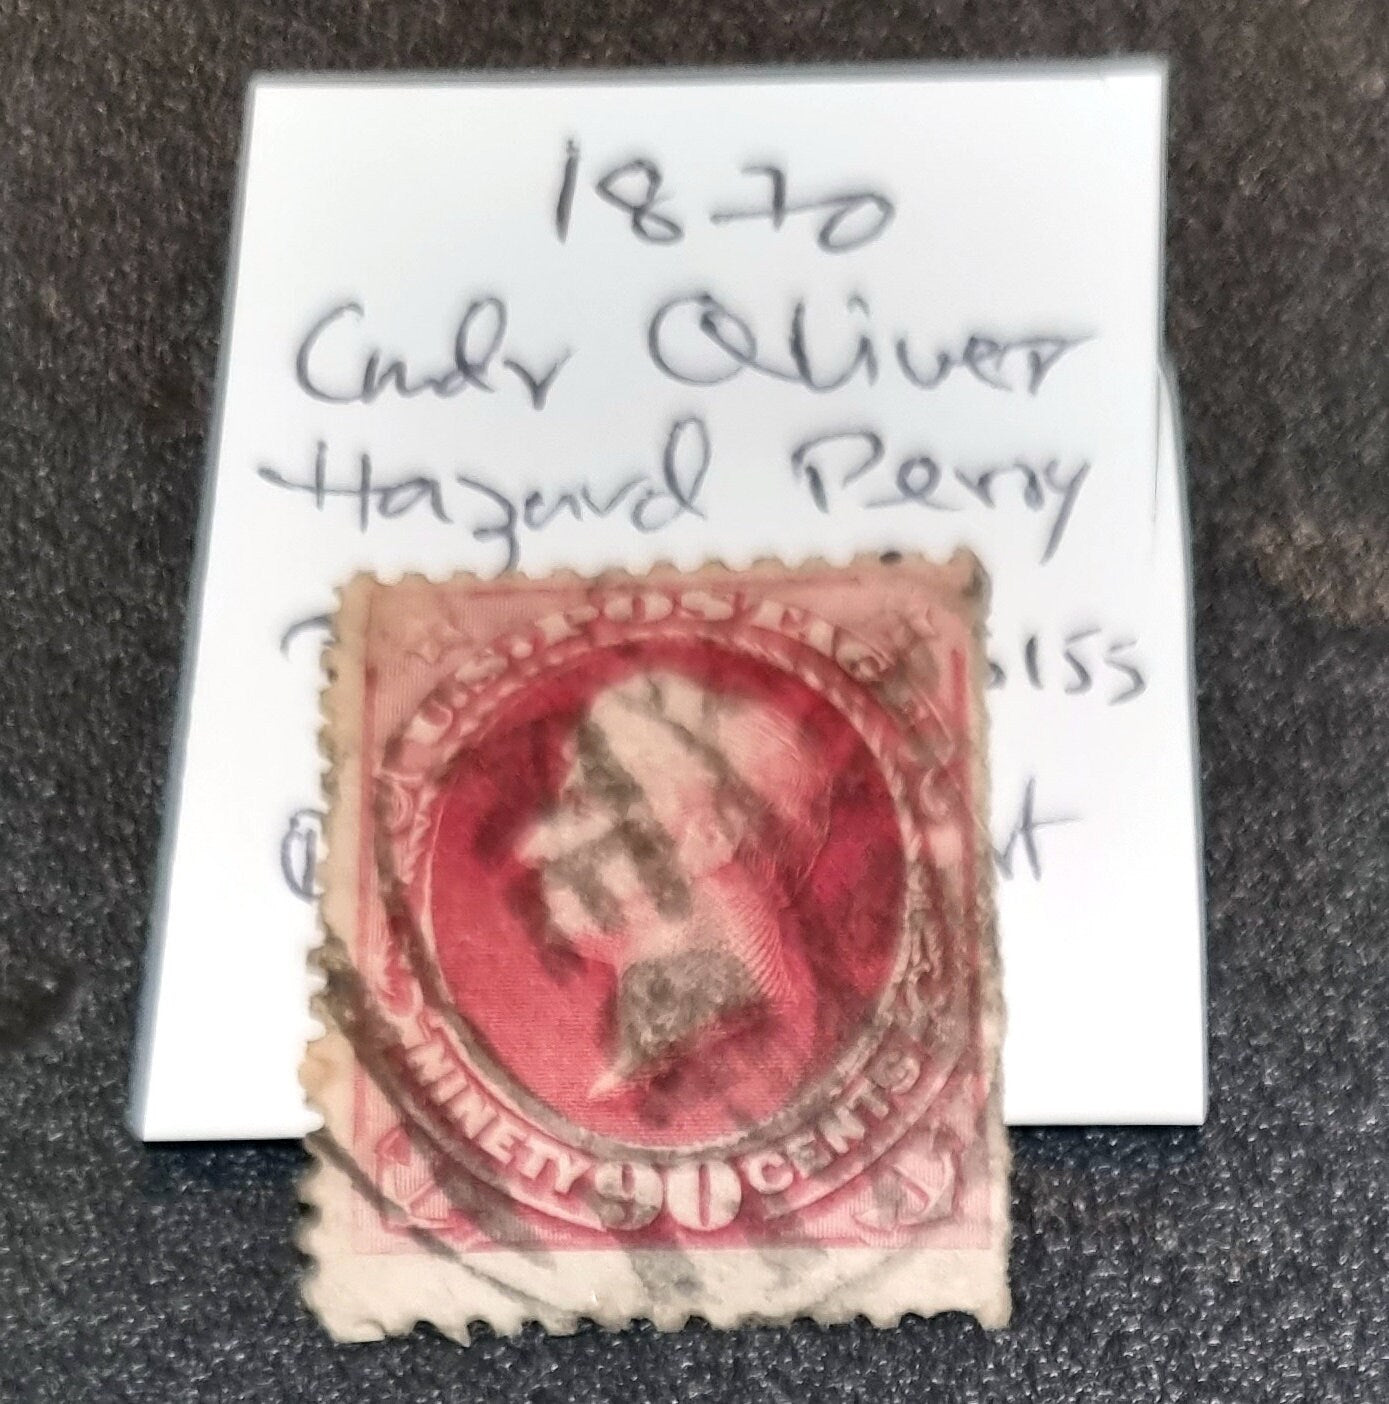 1870
Cmdr Oliver
Hazard Perry
U.S. POSTAGE
NINETY 90 CENTS